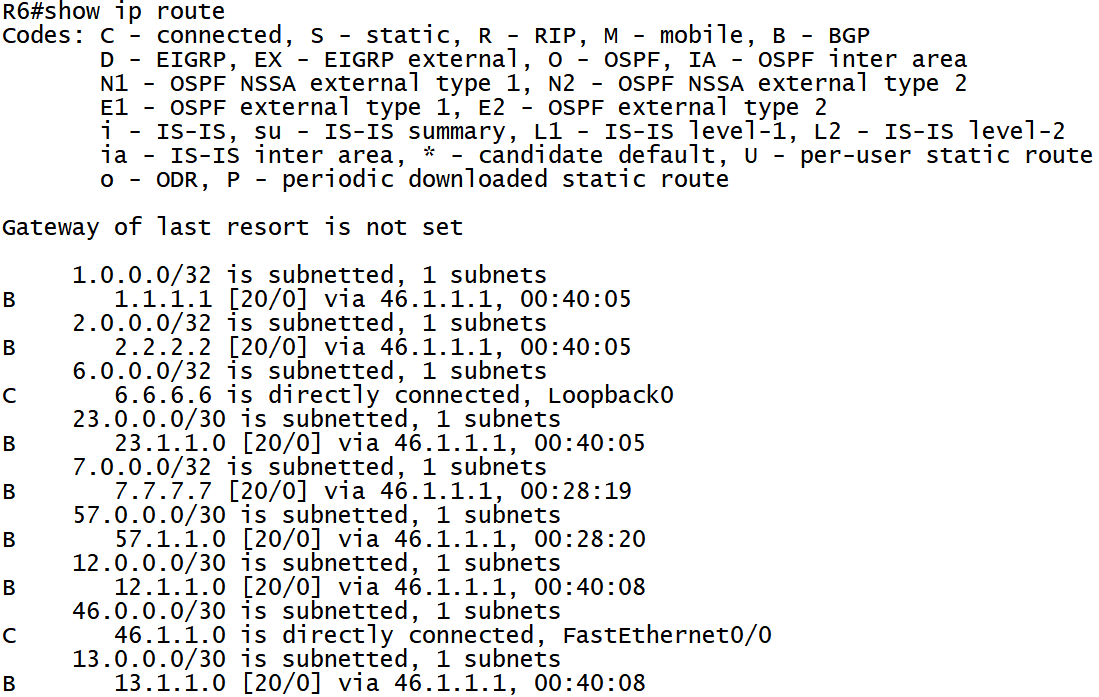 R6#show ip route
Codes: C - connected, S - static, R - RIP, M - mobile, B - BGP
       D - EIGRP, EX - EIGRP external, O - OSPF, IA - OSPF inter area
       N1 - OSPF NSSA external type 1, N2 - OSPF NSSA external type 2
       E1 - OSPF external type 1, E2 - OSPF external type 2
       i - IS-IS, su - IS-IS summary, L1 - IS-IS level-1, L2 - IS-IS level-2
       ia - IS-IS inter area, * - candidate default, U - per-user static route
       o - ODR, P - periodic downloaded static route

Gateway of last resort is not set

     1.0.0.0/32 is subnetted, 1 subnets
B       1.1.1.1 [20/0] via 46.1.1.1, 00:40:05
     2.0.0.0/32 is subnetted, 1 subnets
B       2.2.2.2 [20/0] via 46.1.1.1, 00:40:05
     6.0.0.0/32 is subnetted, 1 subnets
C       6.6.6.6 is directly connected, Loopback0
     23.0.0.0/30 is subnetted, 1 subnets
B       23.1.1.0 [20/0] via 46.1.1.1, 00:40:05
     7.0.0.0/32 is subnetted, 1 subnets
B       7.7.7.7 [20/0] via 46.1.1.1, 00:28:19
     57.0.0.0/30 is subnetted, 1 subnets
B       57.1.1.0 [20/0] via 46.1.1.1, 00:28:20
     12.0.0.0/30 is subnetted, 1 subnets
B       12.1.1.0 [20/0] via 46.1.1.1, 00:40:08
     46.0.0.0/30 is subnetted, 1 subnets
C       46.1.1.0 is directly connected, FastEthernet0/0
     13.0.0.0/30 is subnetted, 1 subnets
B       13.1.1.0 [20/0] via 46.1.1.1, 00:40:08